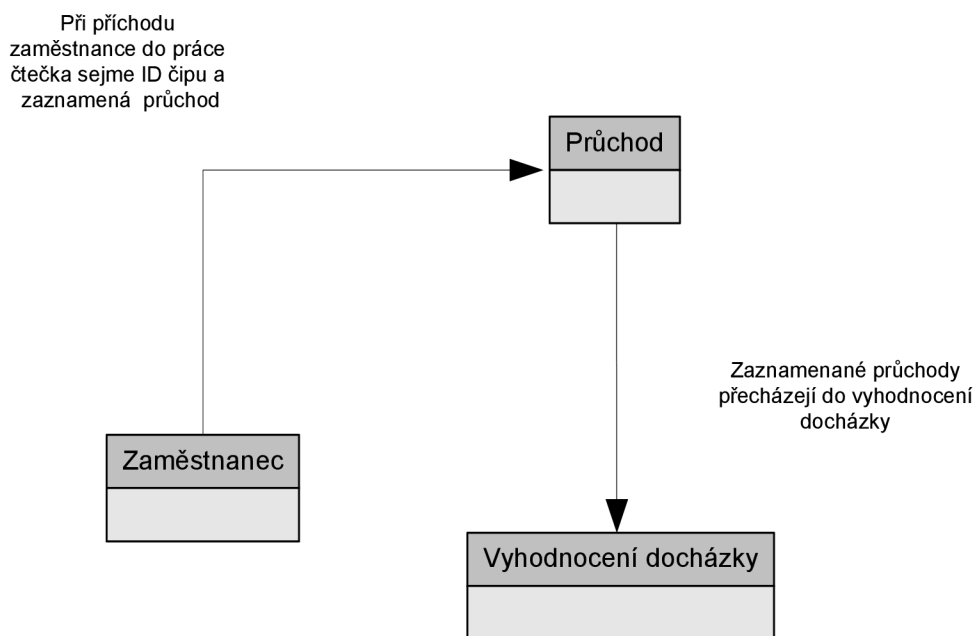 Při příchodu
zaměstnance do práce
čtečka sejme ID čipu a
zaznamená průchod
Průchod
Zaznamenané průchody
přecházejí do vyhodnocení
docházky
Zaměstnanec
Vyhodnocení docházky